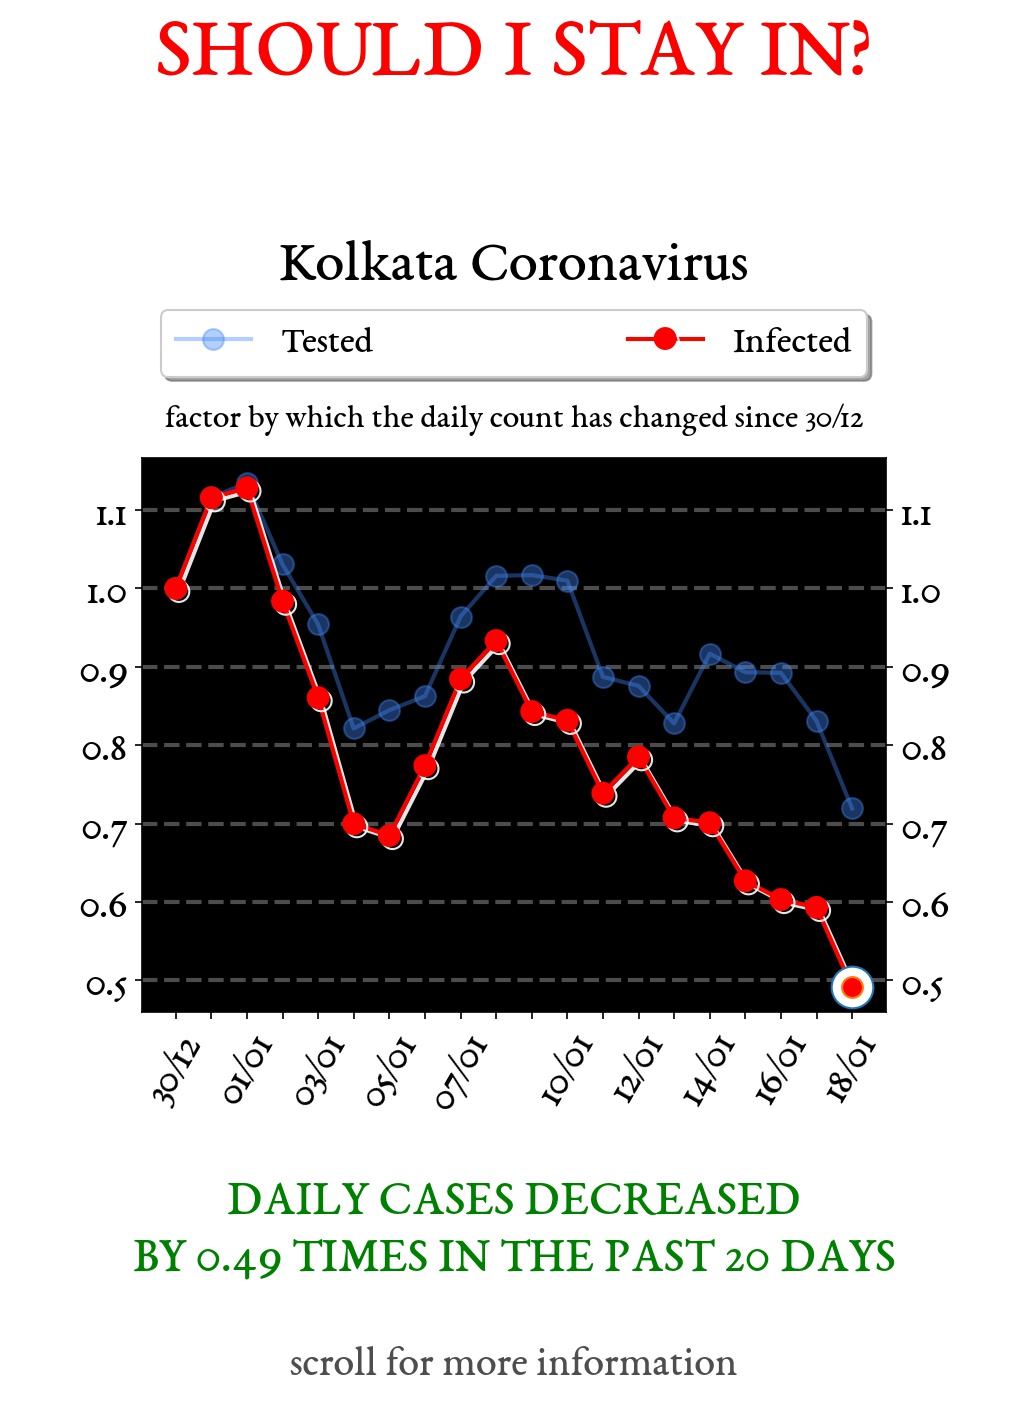 SHOULD I STAY IN?
Kolkata Coronavirus
Tested Infected
factor by which the daily count has changed since 30/12
1.1 1.1
1.0 1.0
0.9 0.9
0.8 0.8
0.7 0.7
0.6 0.6
0.5 0.5
30/12 01/01 03/01 05/01 07/01 10/01 12/01 14/01 16/01 18/01
DAILY CASES DECREASED
BY 0.49 TIMES IN THE PAST 20 DAYS
scroll for more information